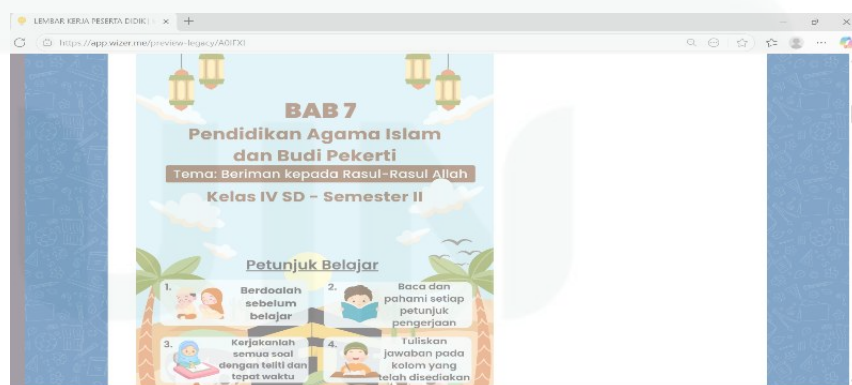 LEMBAR KERJA PESERTA DIDIK
https://app.wizer.me/preview-legacy/
BAB 7
Pendidikan Agama Islam
dan Budi Pekerti
Tema: Beriman kepada Rasul-Rasul Allah
Kelas IV SD - Semester II
Petunjuk Belajar
1.
Berdoalah
sebelum
belajar
2.
Baca dan
pahami setiap
petunjuk
pengerjaan
3.
Kerjakanlah
semua soal
dengan teliti dan
tepat waktu
4.
Tuliskan
jawaban pada
kolom yang
telah disediakan